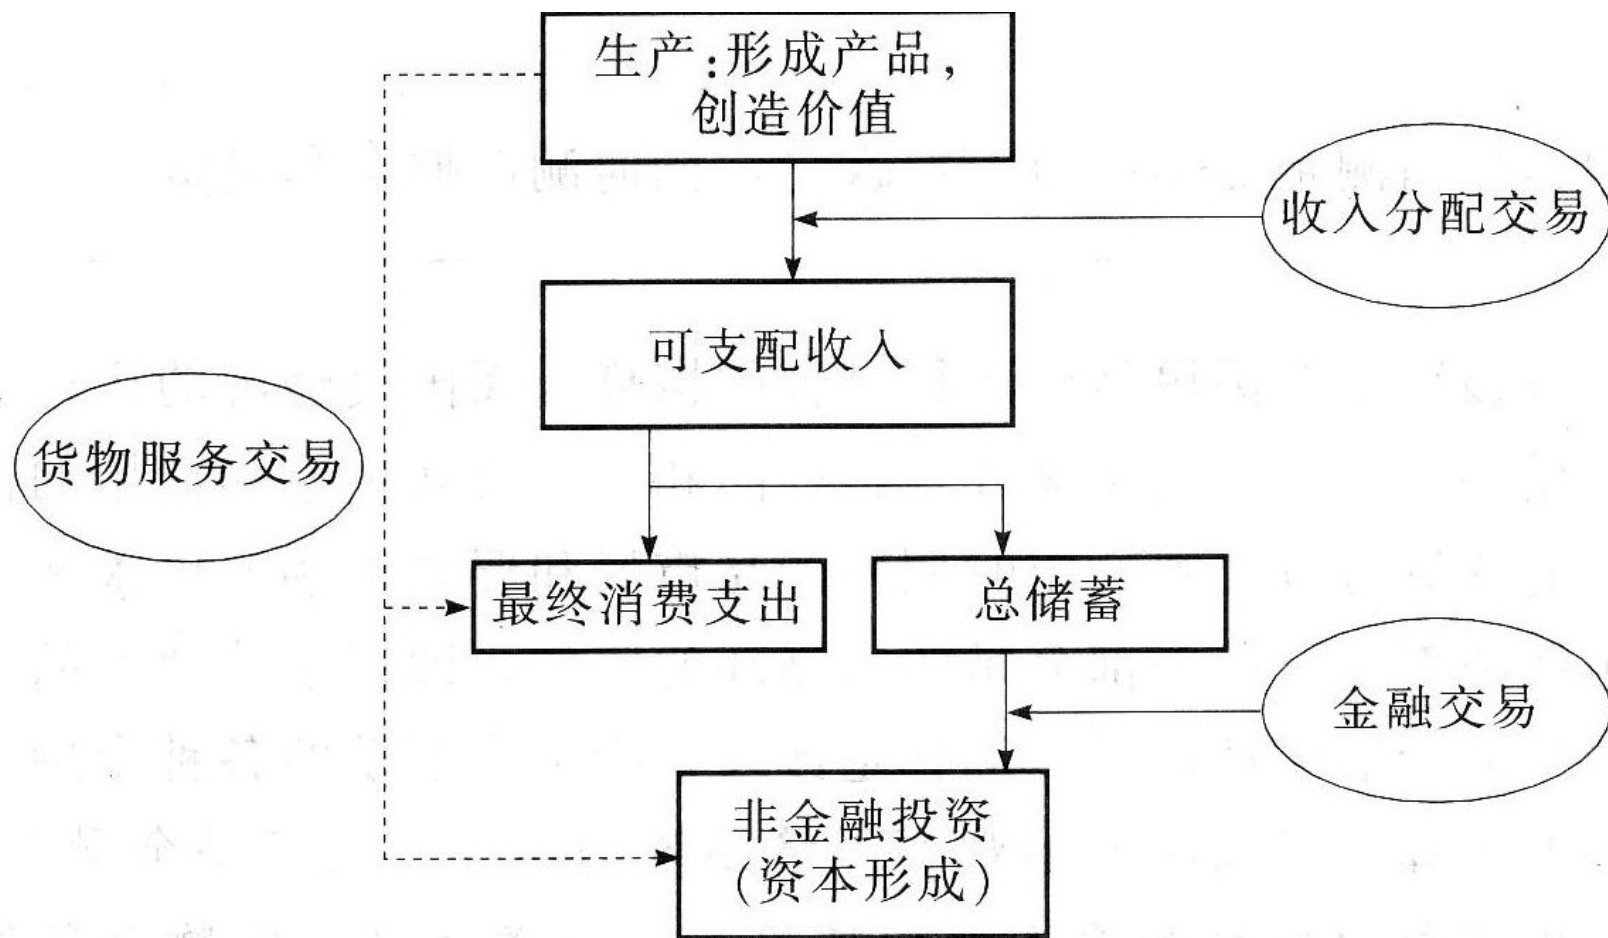 生产:形成产品,
创造价值
收入分配交易
可支配收入
货物服务交易
最终消费支出
总储蓄
金融交易
非金融投资
(资本形成)